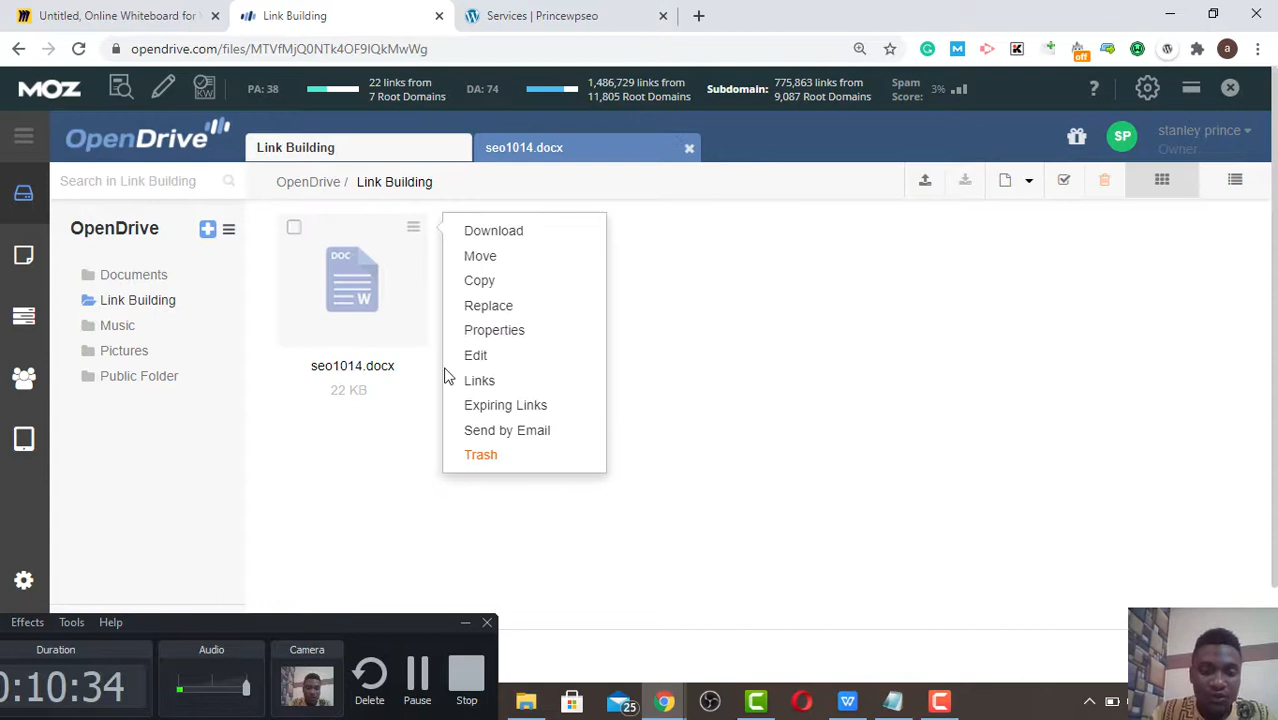 Untitled, Online Whiteboard for
Link Building
Services | Princewpseo
opendrive.com/files/MTVfMjQ0NTk4OF9IQkMwWg
off
a
MOZ
PA: 38
22 links from
7 Root Domains
DA: 74
1,486,729 links from
11,805 Root Domains
Subdomain:
775,863 links from
9,087 Root Domains
Spam
Score:
3%
OpenDrive
Link Building
seo1014.docx
SP
stanley prince
Owner
Search in Link Building
OpenDrive / Link Building
OpenDrive
Documents
Link Building
Music
Pictures
Public Folder
DOC
W
seo1014.docx
22 KB
Download
Move
Copy
Replace
Properties
Edit
Links
Expiring Links
Send by Email
Trash
Effects
Tools
Help
Duration
0:10:34
Audio
Camera
Delete
Pause
Stop
25